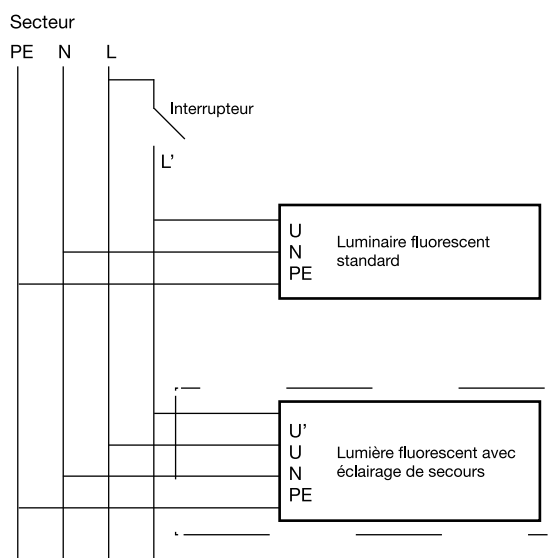 Secteur
PE N L
Interrupteur
L'
U
N
PE
Luminaire fluorescent
standard
U'
U
N
PE
Lumière fluorescent avec
éclairage de secours